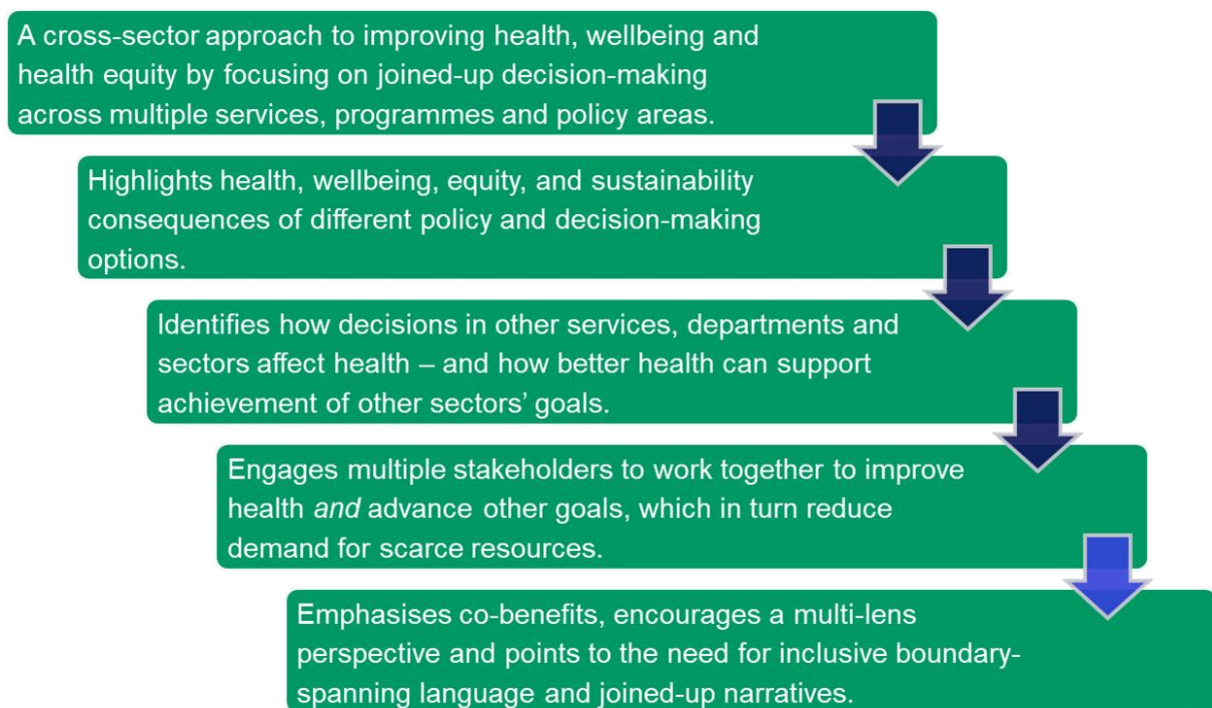 A cross-sector approach to improving health, wellbeing and
health equity by focusing on joined-up decision-making
across multiple services, programmes and policy areas.
Highlights health, wellbeing, equity, and sustainability
consequences of different policy and decision-making
options.
Identifies how decisions in other services, departments and
sectors affect health – and how better health can support
achievement of other sectors’ goals.
Engages multiple stakeholders to work together to improve
health and advance other goals, which in turn reduce
demand for scarce resources.
Emphasises co-benefits, encourages a multi-lens
perspective and points to the need for inclusive boundary-
spanning language and joined-up narratives.